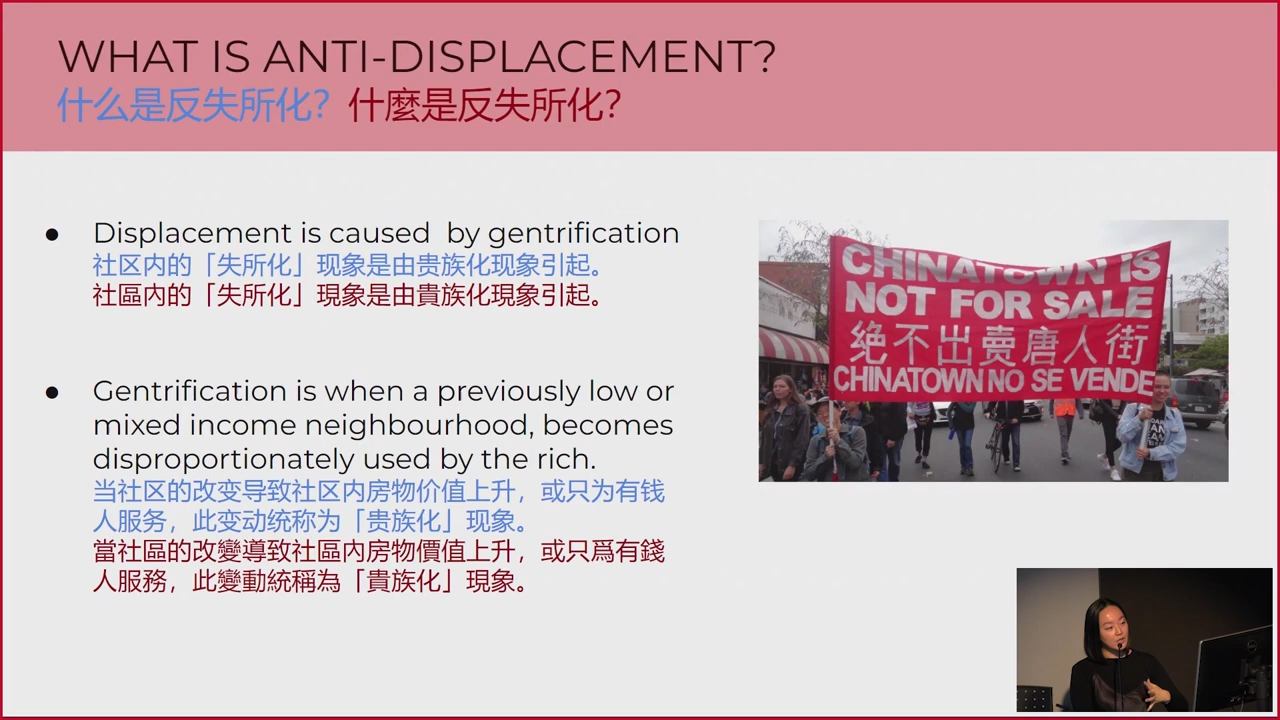 WHAT IS ANTI-DISPLACEMENT?
什么是反失所化？ 什麼是反失所化？
● Displacement is caused by gentrification
社区内的「失所化」现象是由贵族化现象引起。
社區內的「失所化」現象是由貴族化現象引起。
● Gentrification is when a previously low or
mixed income neighbourhood, becomes
disproportionately used by the rich.
当社区的改变导致社区内房物价值上升，或只为有钱
人服务，此变动统称为「贵族化」现象。
當社區的改變導致社區內房物價值上升，或只爲有錢
人服務，此變動統稱為「貴族化」現象。
CHINATOWN IS
NOT FOR SALE
絶不出賣唐人街
CHINATOWN NO SE VENDE